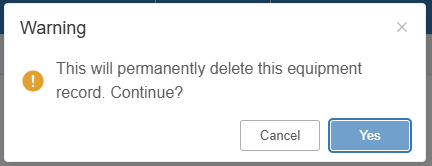 Warning
This will permanently delete this equipment
record. Continue?
Cancel
Yes